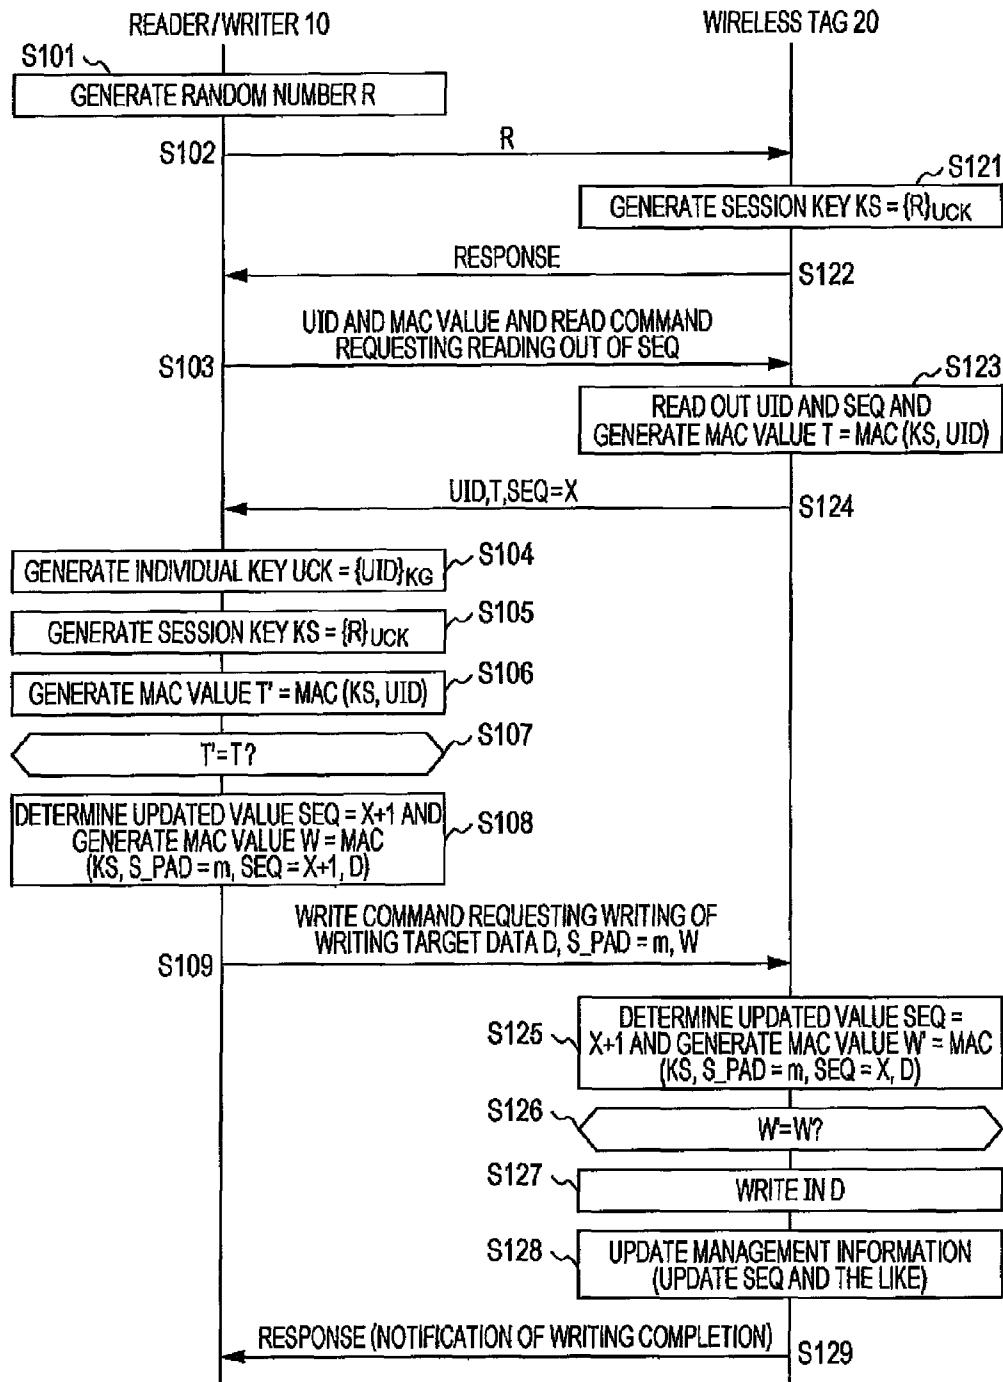 READER/WRITER 10
WIRELESS TAG 20
S101
GENERATE RANDOM NUMBER R
S102
R
S121
GENERATE SESSION KEY KS = {R}UCK
RESPONSE
S122
UID AND MAC VALUE AND READ COMMAND
REQUESTING READING OUT OF SEQ
S103
S123
READ OUT UID AND SEQ AND
GENERATE MAC VALUE T = MAC (KS, UID)
UID,T,SEQ=X
S124
S104
GENERATE INDIVIDUAL KEY UCK = {UID}KG
S105
GENERATE SESSION KEY KS = {R}UCK
S106
GENERATE MAC VALUE T' = MAC (KS, UID)
S107
T'=T?
DETERMINE UPDATED VALUE SEQ = X+1 AND
GENERATE MAC VALUE W = MAC
(KS, S_PAD = m, SEQ = X+1, D)
S108
WRITE COMMAND REQUESTING WRITING OF
WRITING TARGET DATA D, S_PAD = m, W
S109
S125
DETERMINE UPDATED VALUE SEQ =
X+1 AND GENERATE MAC VALUE W' = MAC
(KS, S_PAD = m, SEQ = X, D)
S126
W'=W?
S127
WRITE IN D
S128
UPDATE MANAGEMENT INFORMATION
(UPDATE SEQ AND THE LIKE)
RESPONSE (NOTIFICATION OF WRITING COMPLETION)
S129